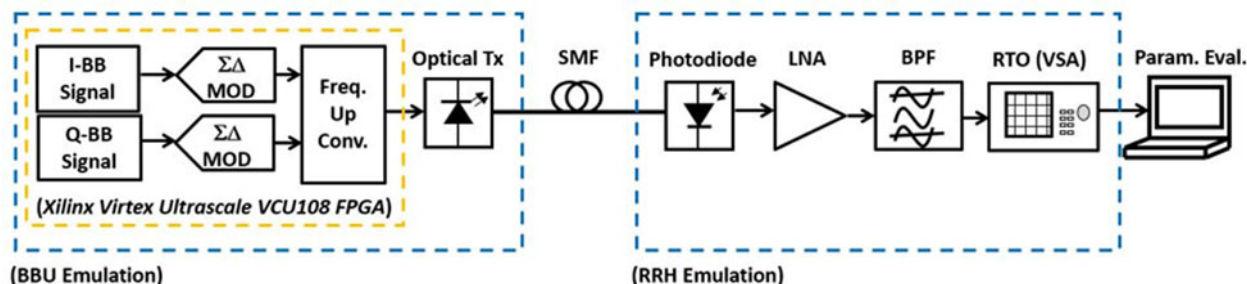 I-BB
Signal
ΣΔ
MOD
Q-BB
Signal
ΣΔ
MOD
Freq.
Up
Conv.
(Xilinx Virtex Ultrascale VCU108 FPGA)
Optical Tx
(BBU Emulation)
SMF
Photodiode
LNA
BPF
RTO (VSA)
(RRH Emulation)
Param. Eval.